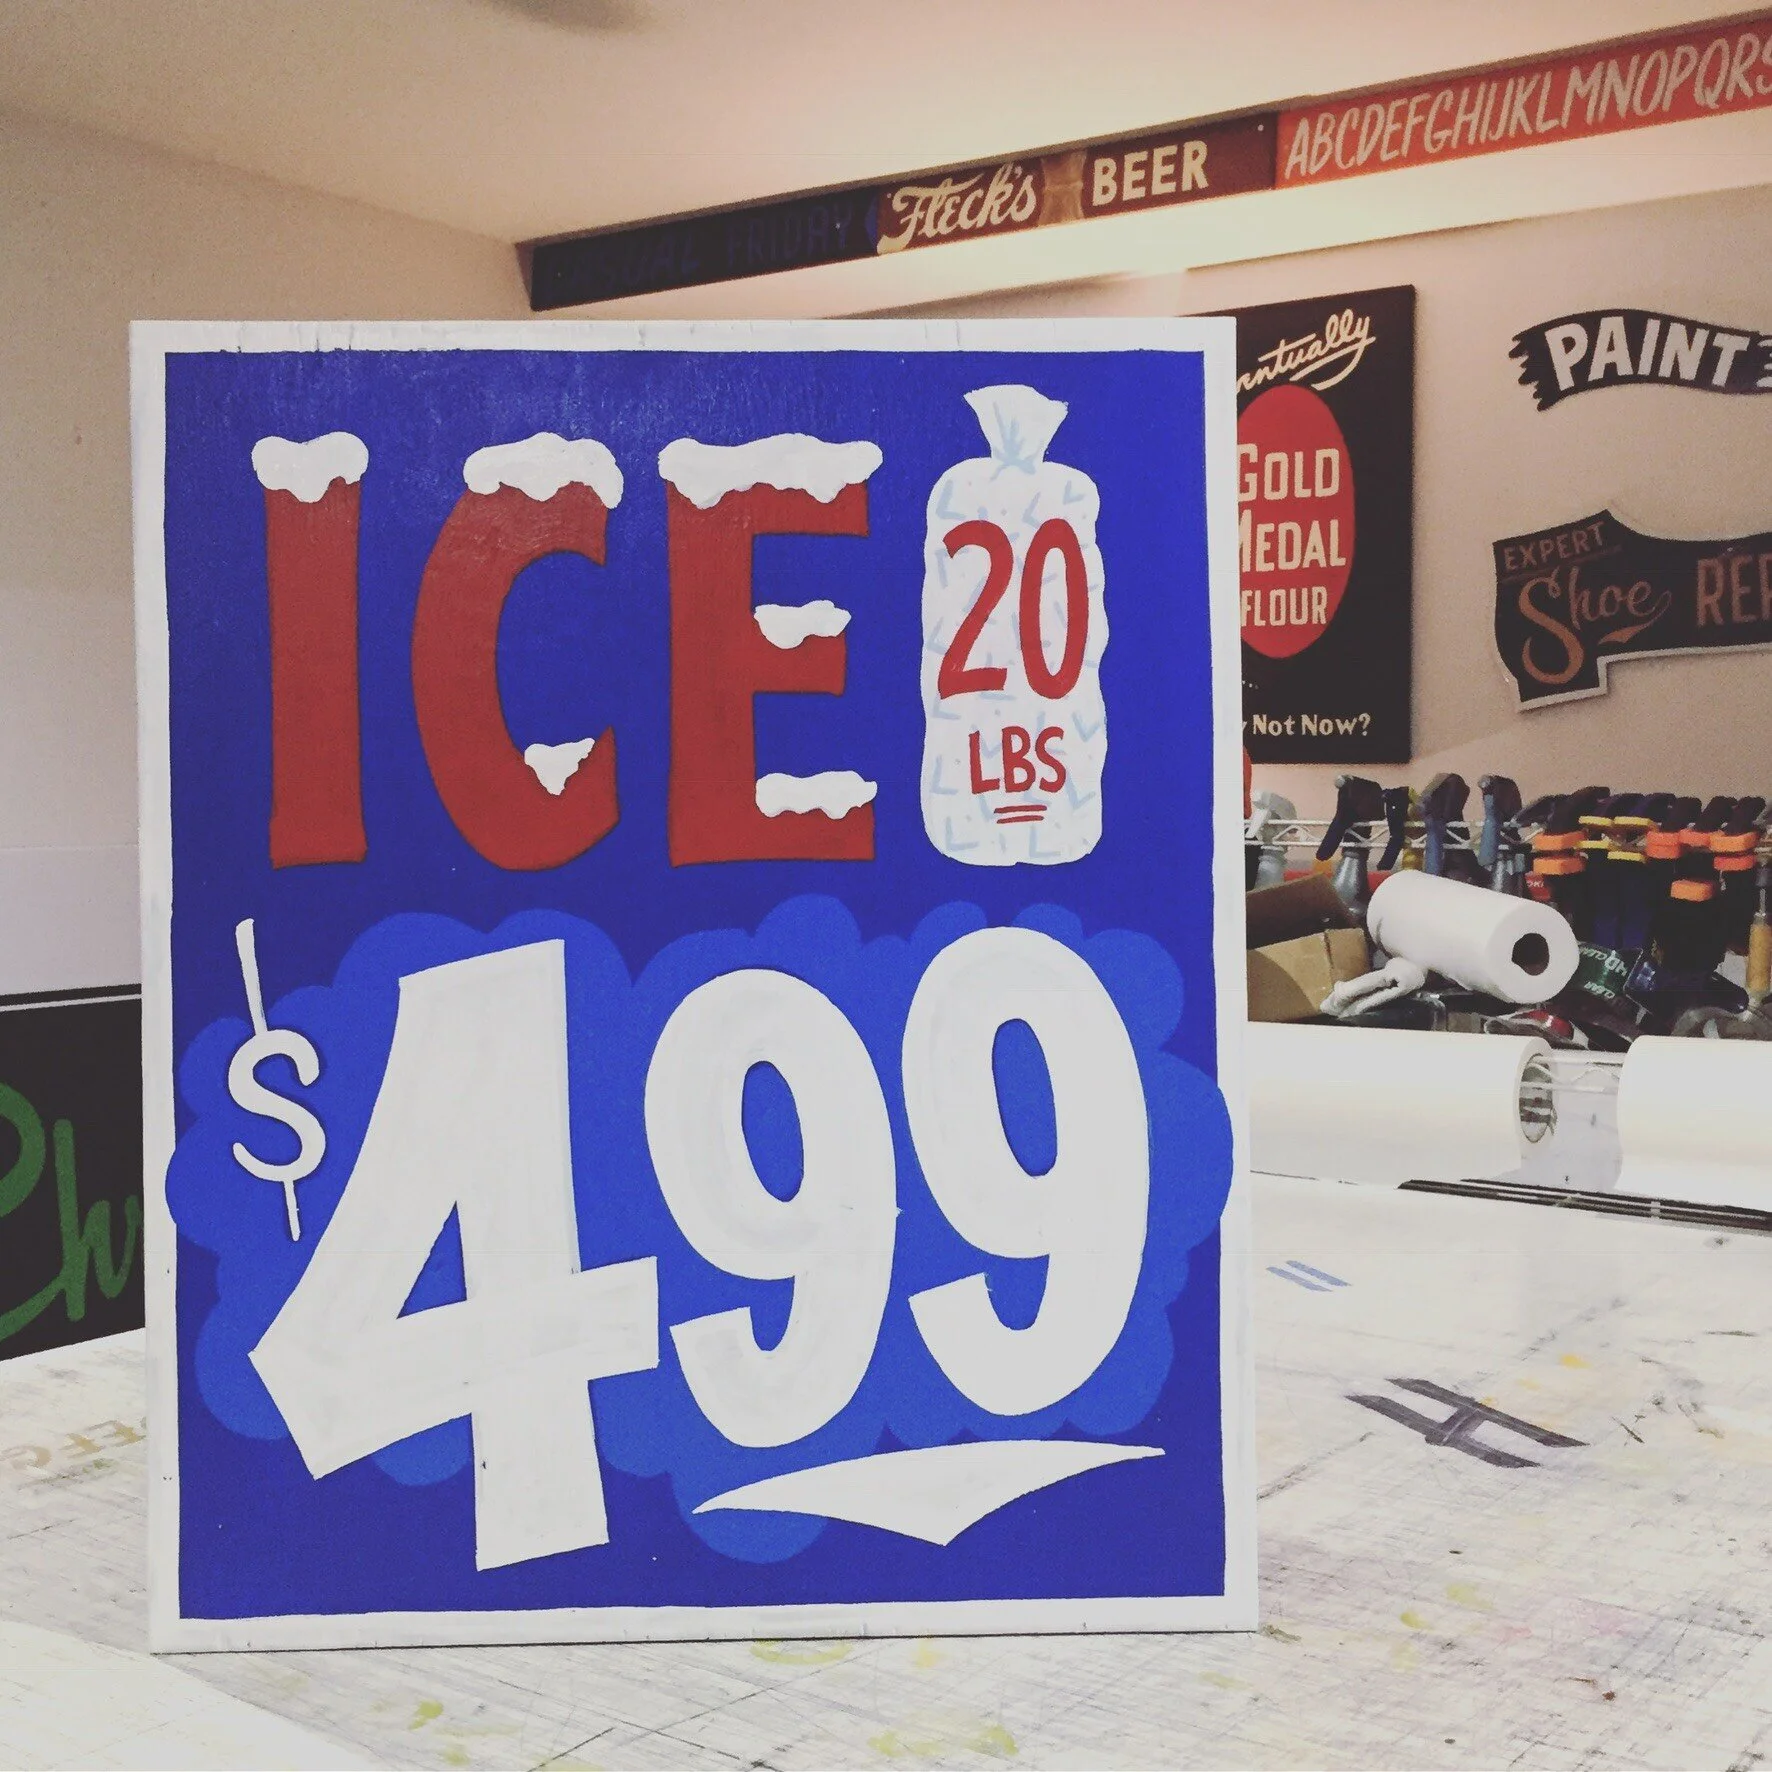 ICE
20
LBS
$499
FRIDAY
Fleck's BEER
ABCDEFGHIJKLMNOPQRS
GOLD
MEDAL
FLOUR
Not Now?
PAINT
EXPERT
Shoe